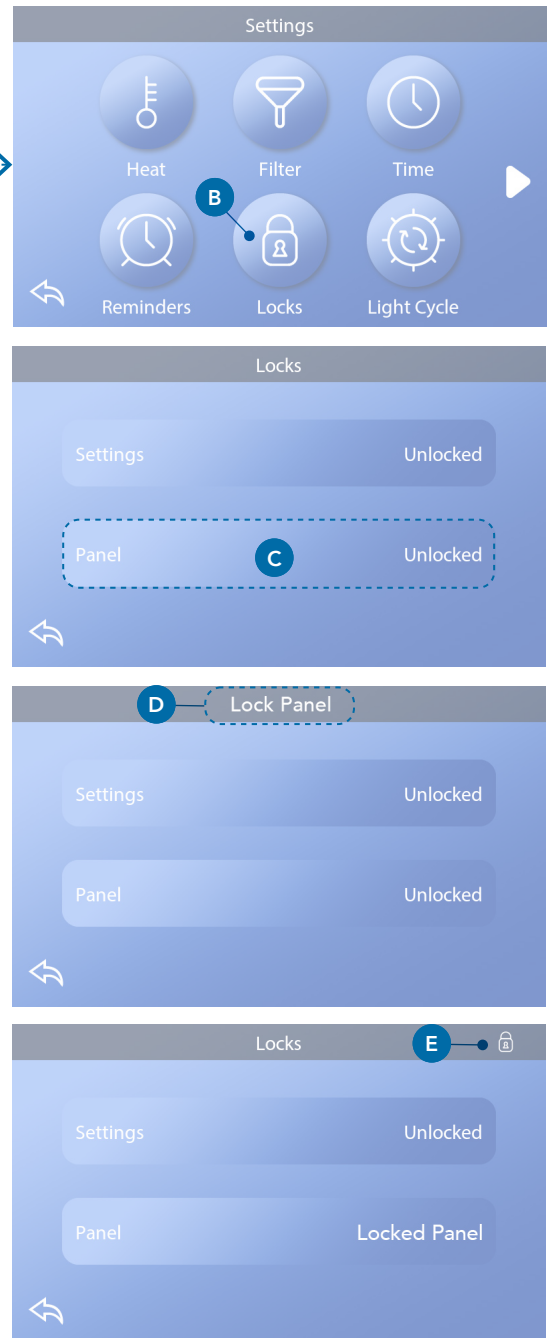 Settings
Heat Filter Time
B
Reminders Locks Light Cycle
Locks
Settings Unlocked
Panel C Unlocked
D Lock Panel
Settings Unlocked
Panel Unlocked
Locks E
Settings Unlocked
Panel Locked Panel